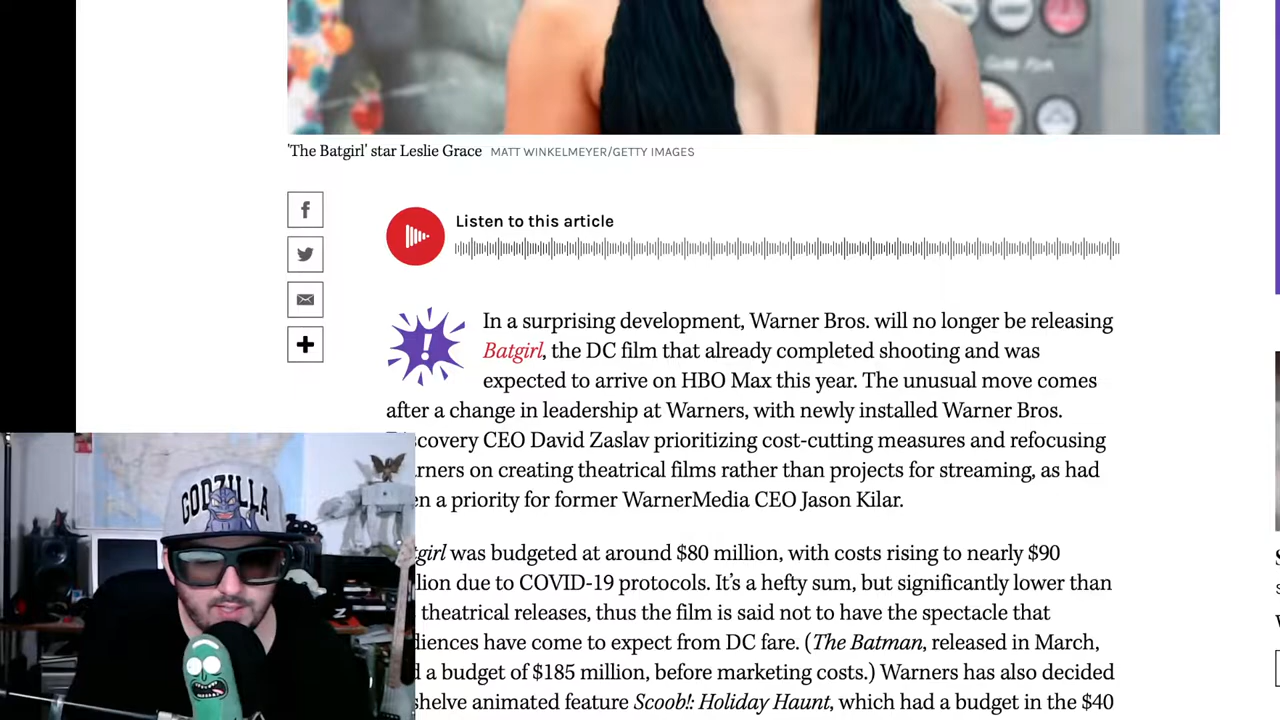 'The Batgirl' star Leslie Grace MATT WINKELMEYER/GETTY IMAGES
Listen to this article
In a surprising development, Warner Bros. will no longer be releasing
Batgirl, the DC film that already completed shooting and was
expected to arrive on HBO Max this year. The unusual move comes
after a change in leadership at Warners, with newly installed Warner Bros.
CEO David Zaslav prioritizing cost-cutting measures and refocusing
on creating theatrical films rather than projects for streaming, as had
a priority for former WarnerMedia CEO Jason Kilar.
was budgeted at around $80 million, with costs rising to nearly $90
due to COVID-19 protocols. It's a hefty sum, but significantly lower than
theatrical releases, thus the film is said not to have the spectacle that
have come to expect from DC fare. (The Batman, released in March,
a budget of $185 million, before marketing costs.) Warners has also decided
shelve animated feature Scoob!: Holiday Haunt, which had a budget in the $40
GODZILLA